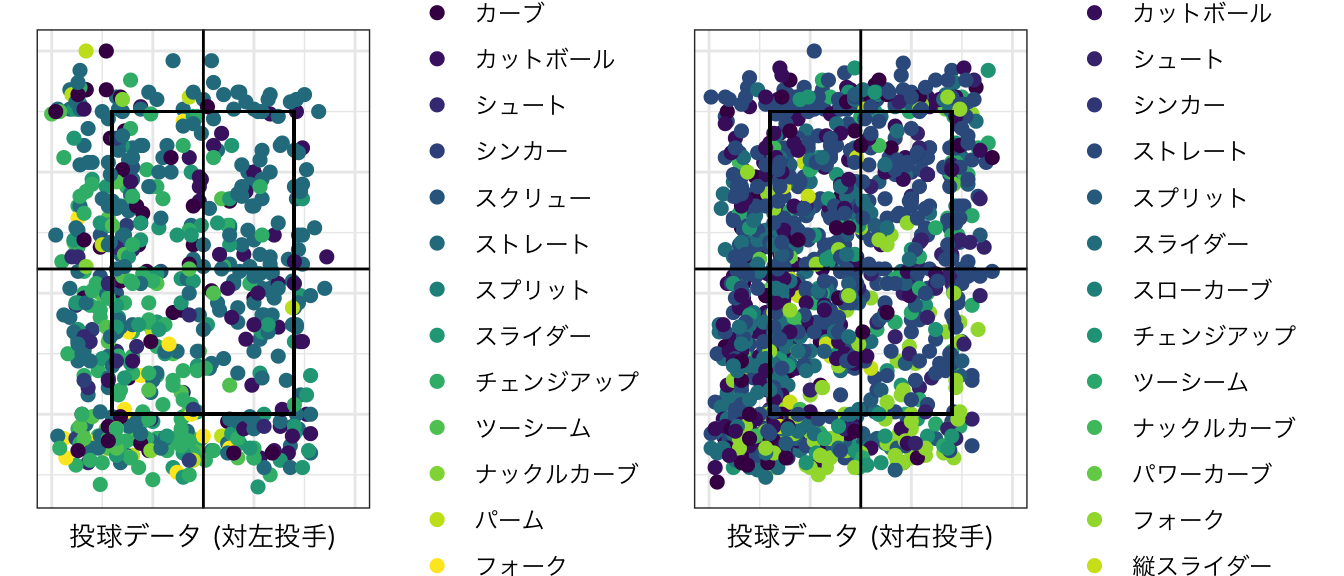 カーブ
カットボール
シュート
シンカー
スクリュー
ストレート
スプリット
スライダー
チェンジアップ
ツーシーム
ナックルカーブ
パーム
フォーク
投球データ (対左投手)
カットボール
シュート
シンカー
ストレート
スプリット
スライダー
スローカーブ
チェンジアップ
ツーシーム
ナックルカーブ
パワーカーブ
フォーク
縦スライダー
投球データ (対右投手)